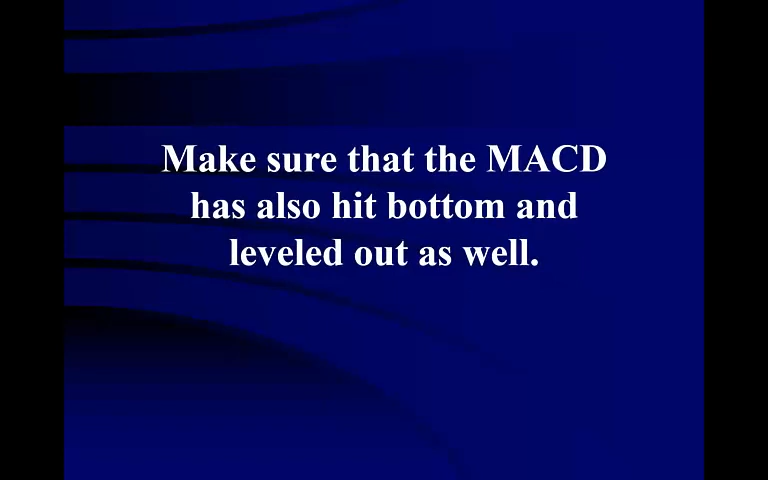 Make sure that the MACD
has also hit bottom and
leveled out as well.